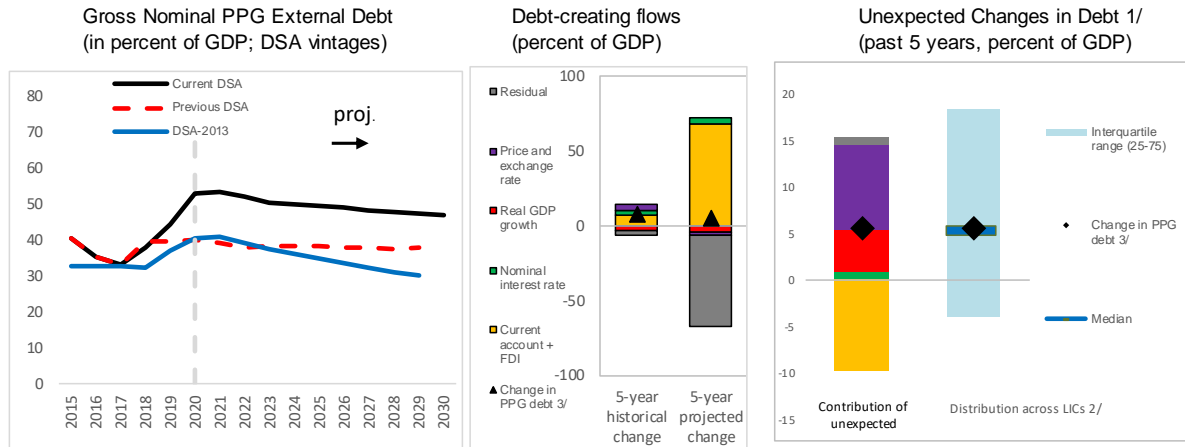 Gross Nominal PPG External Debt
(in percent of GDP; DSA vintages)
Current DSA
Previous DSA
DSA-2013
proj.
80
70
60
50
40
30
20
10
0
2015
2016
2017
2018
2019
2020
2021
2022
2023
2024
2025
2026
2027
2028
2029
2030
Debt-creating flows
(percent of GDP)
Residual
Price and
exchange rate
Real GDP
growth
Nominal
interest rate
Current
account +
FDI
Change in
PPG debt 3/
100
50
0
-50
-100
5-year
historical
change
5-year
projected
change
Unexpected Changes in Debt 1/
(past 5 years, percent of GDP)
20
15
10
5
0
-5
-10
-15
Contribution of
unexpected
Distribution across LICs 2/
Interquartile
range (25-75)
Change in PPG
debt 3/
Median